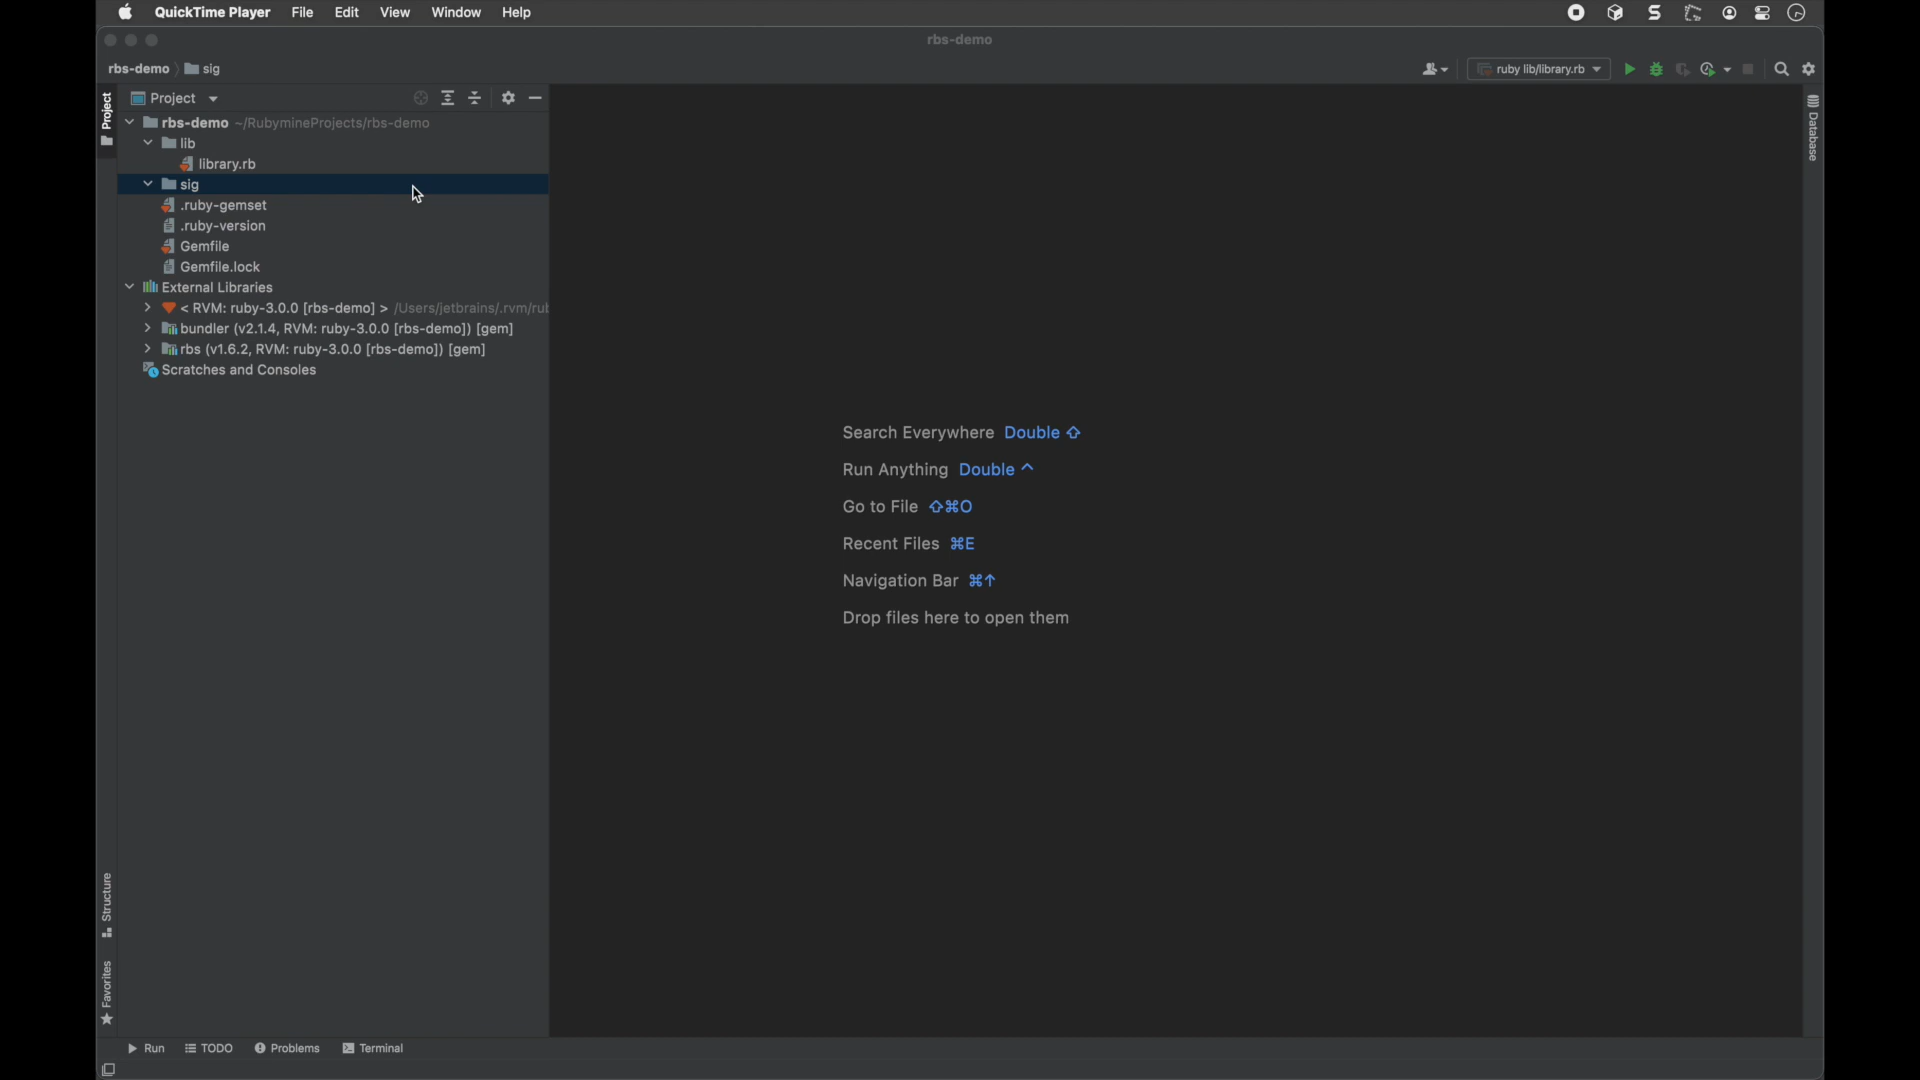 QuickTime Player File Edit View Window Help
rbs-demo
rbs-demo sig
ruby lib/library.rb
Project
Project
rbs-demo ~/RubymineProjects/rbs-demo
lib
library.rb
sig
.ruby-gemset
.ruby-version
Gemfile
Gemfile.lock
External Libraries
< RVM: ruby-3.0.0 [rbs-demo] > /Users/jetbrains/.rvm/rub
bundler (v2.1.4, RVM: ruby-3.0.0 [rbs-demo]) [gem]
rbs (v1.6.2, RVM: ruby-3.0.0 [rbs-demo]) [gem]
Scratches and Consoles
Search Everywhere Double ⇧
Run Anything Double ^
Go to File ⇧⌘O
Recent Files ⌘E
Navigation Bar ⌘↑
Drop files here to open them
Database
Structure
Favorites
Run TODO Problems Terminal